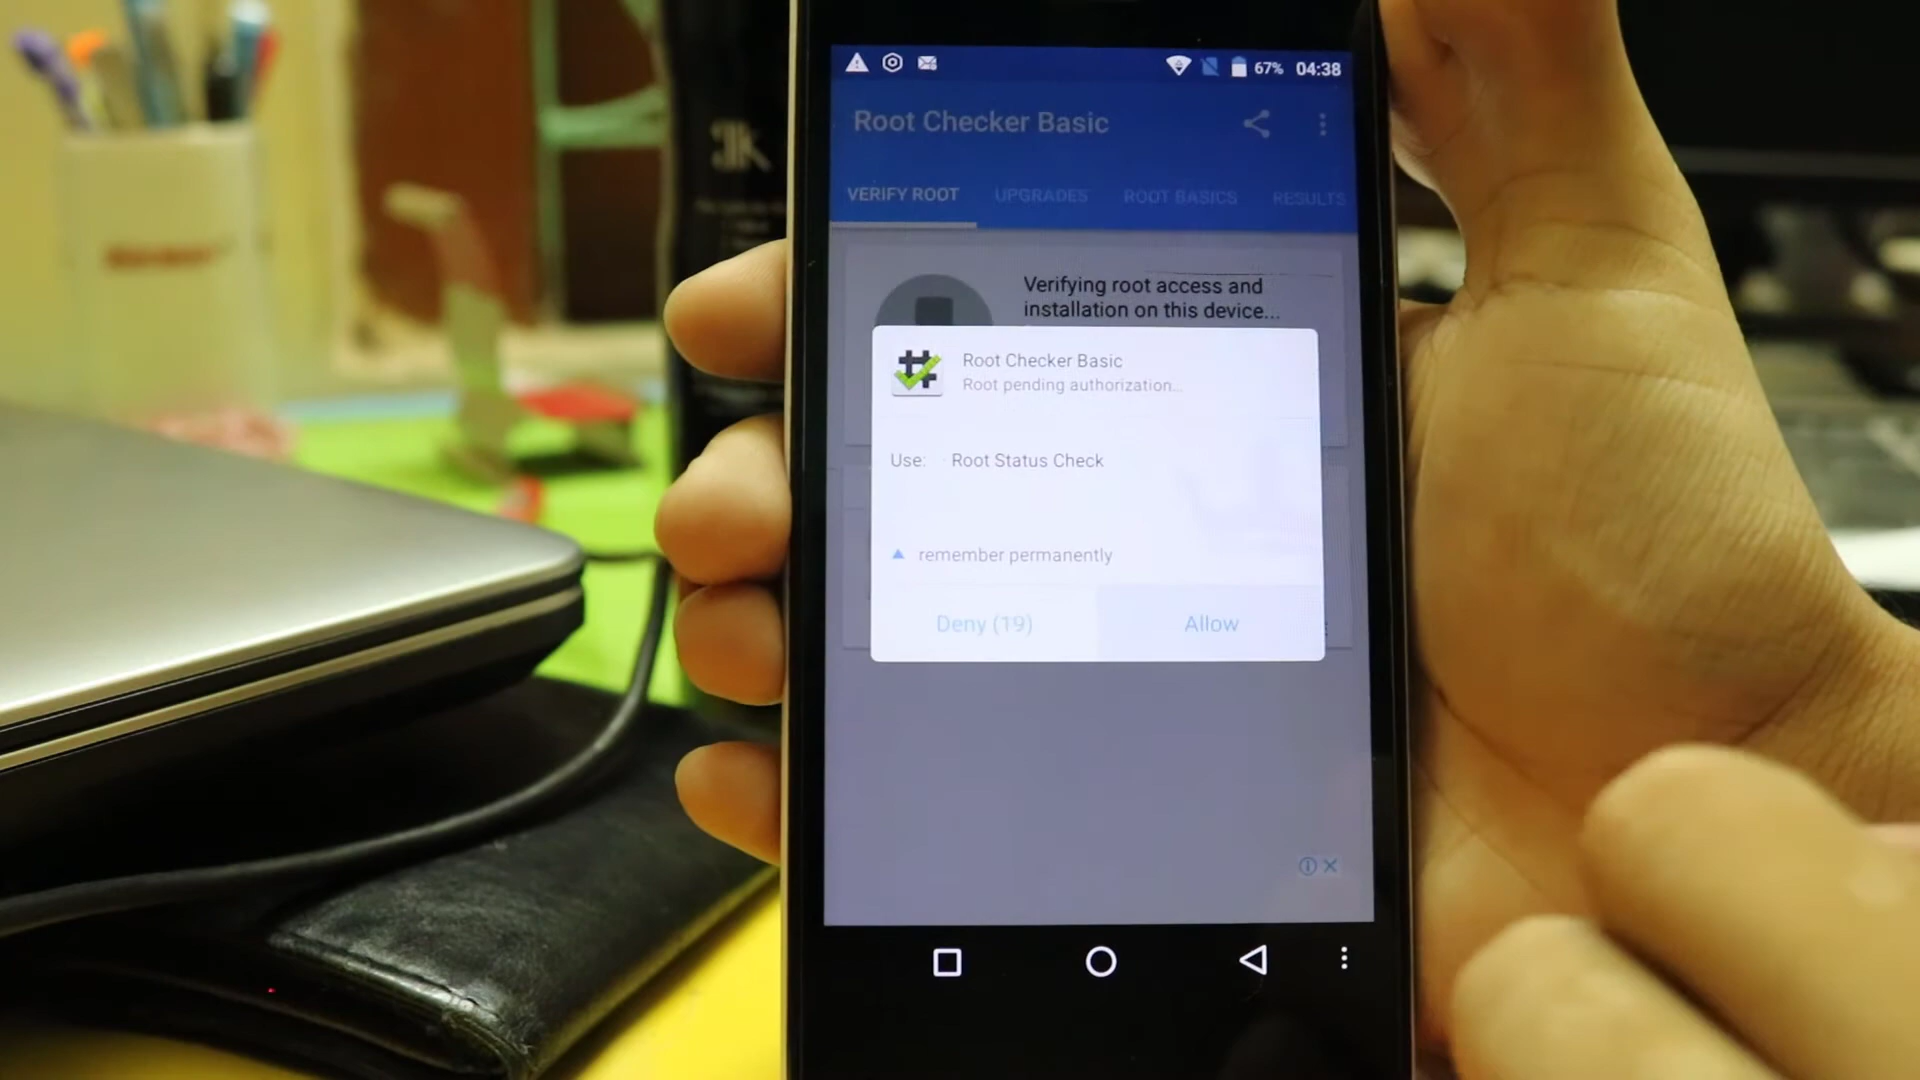 67% 04:38
Root Checker Basic
VERIFY ROOT UPGRADES ROOT BASICS RESULTS
Verifying root access and
installation on this device...
Root Checker Basic
Root pending authorization...
Use: Root Status Check
remember permanently
Deny (19) Allow